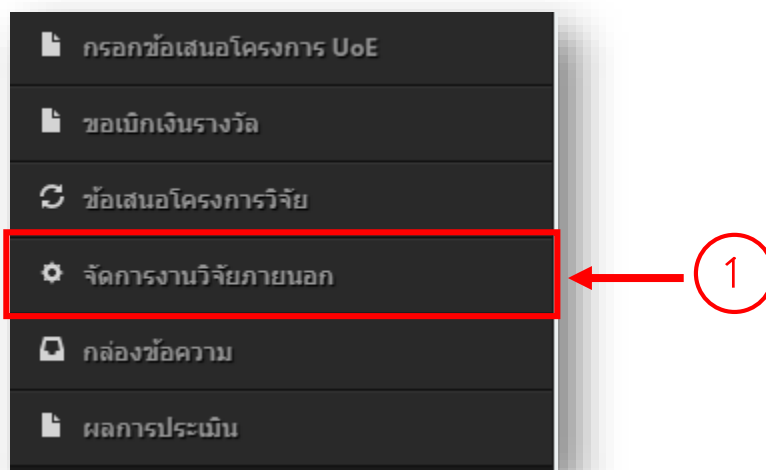 กรอกข้อเสนอโครงการ UoE
ขอเบิกเงินรางวัล
ข้อเสนอโครงการวิจัย
จัดการงานวิจัยภายนอก
1
กล่องข้อความ
ผลการประเมิน